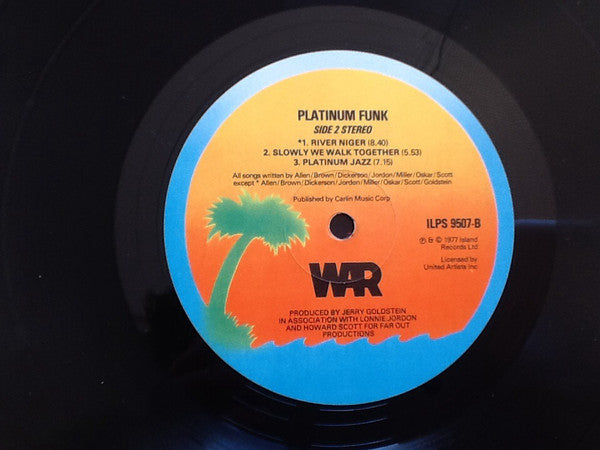 PLATINUM FUNK
SIDE 2 STEREO
*1. RIVER NIGER (8.40)
2. SLOWLY WE WALK TOGETHER (5.53)
3. PLATINUM JAZZ (7.15)
All songs written by Allen/Brown/Dickerson/Jordon/Miller/Oskar/Scott
except * Allen/Brown/Dickerson/Jordon/Miller/Oskar/Scott/Goldstein
Published by Carlin Music Corp
ILPS 9507-B
℗ & © 1977 Island
Records Ltd
Licensed by
United Artists Inc
WAR
PRODUCED BY JERRY GOLDSTEIN
IN ASSOCIATION WITH LONNIE JORDON
AND HOWARD SCOTT FOR FAR OUT
PRODUCTIONS